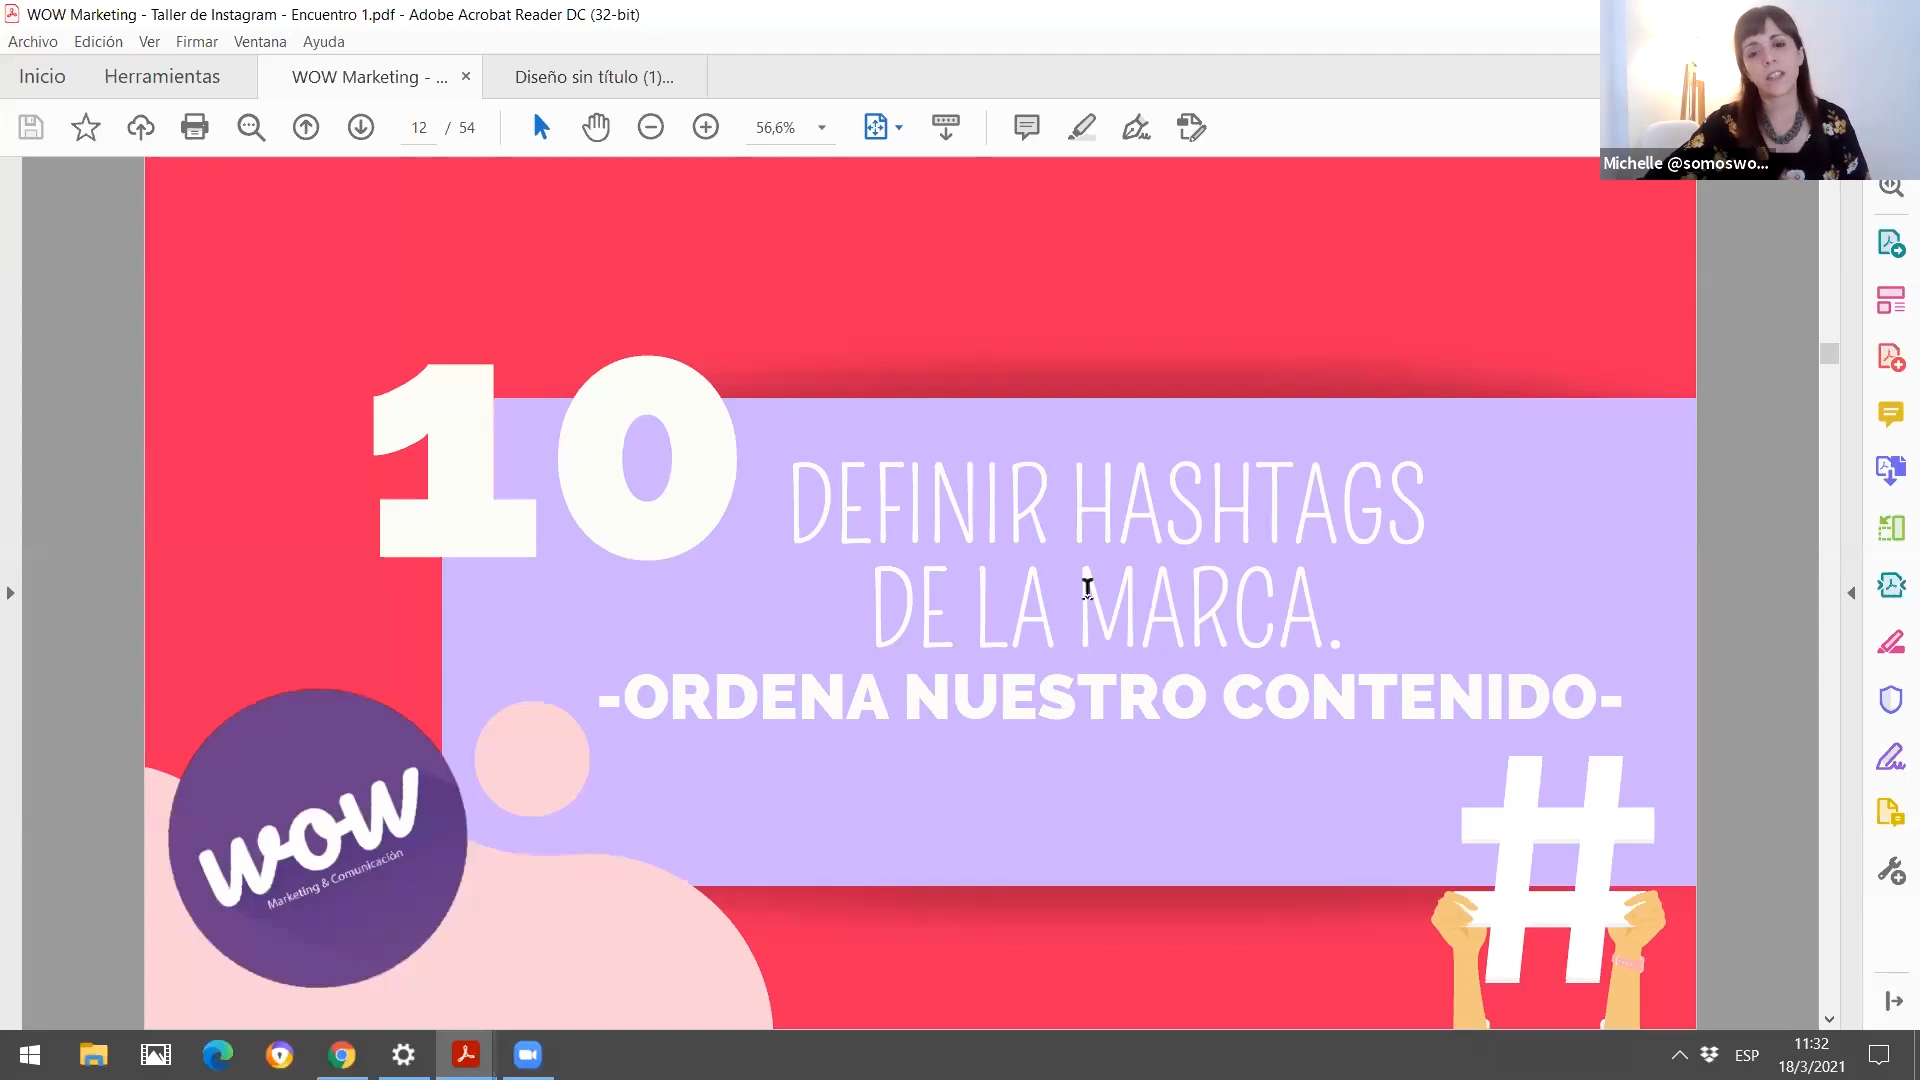 WOW Marketing - Taller de Instagram - Encuentro 1.pdf - Adobe Acrobat Reader DC (32-bit)
Archivo Edición Ver Firmar Ventana Ayuda
Inicio Herramientas WOW Marketing - ... × Diseño sin título (1)...
12 / 54 56,6%
Michelle @somoswo...
10
DEFINIR HASHTAGS
DE LA MARCA.
-ORDENA NUESTRO CONTENIDO-
#
WOW
Marketing & Comunicación
ESP
11:32
18/3/2021